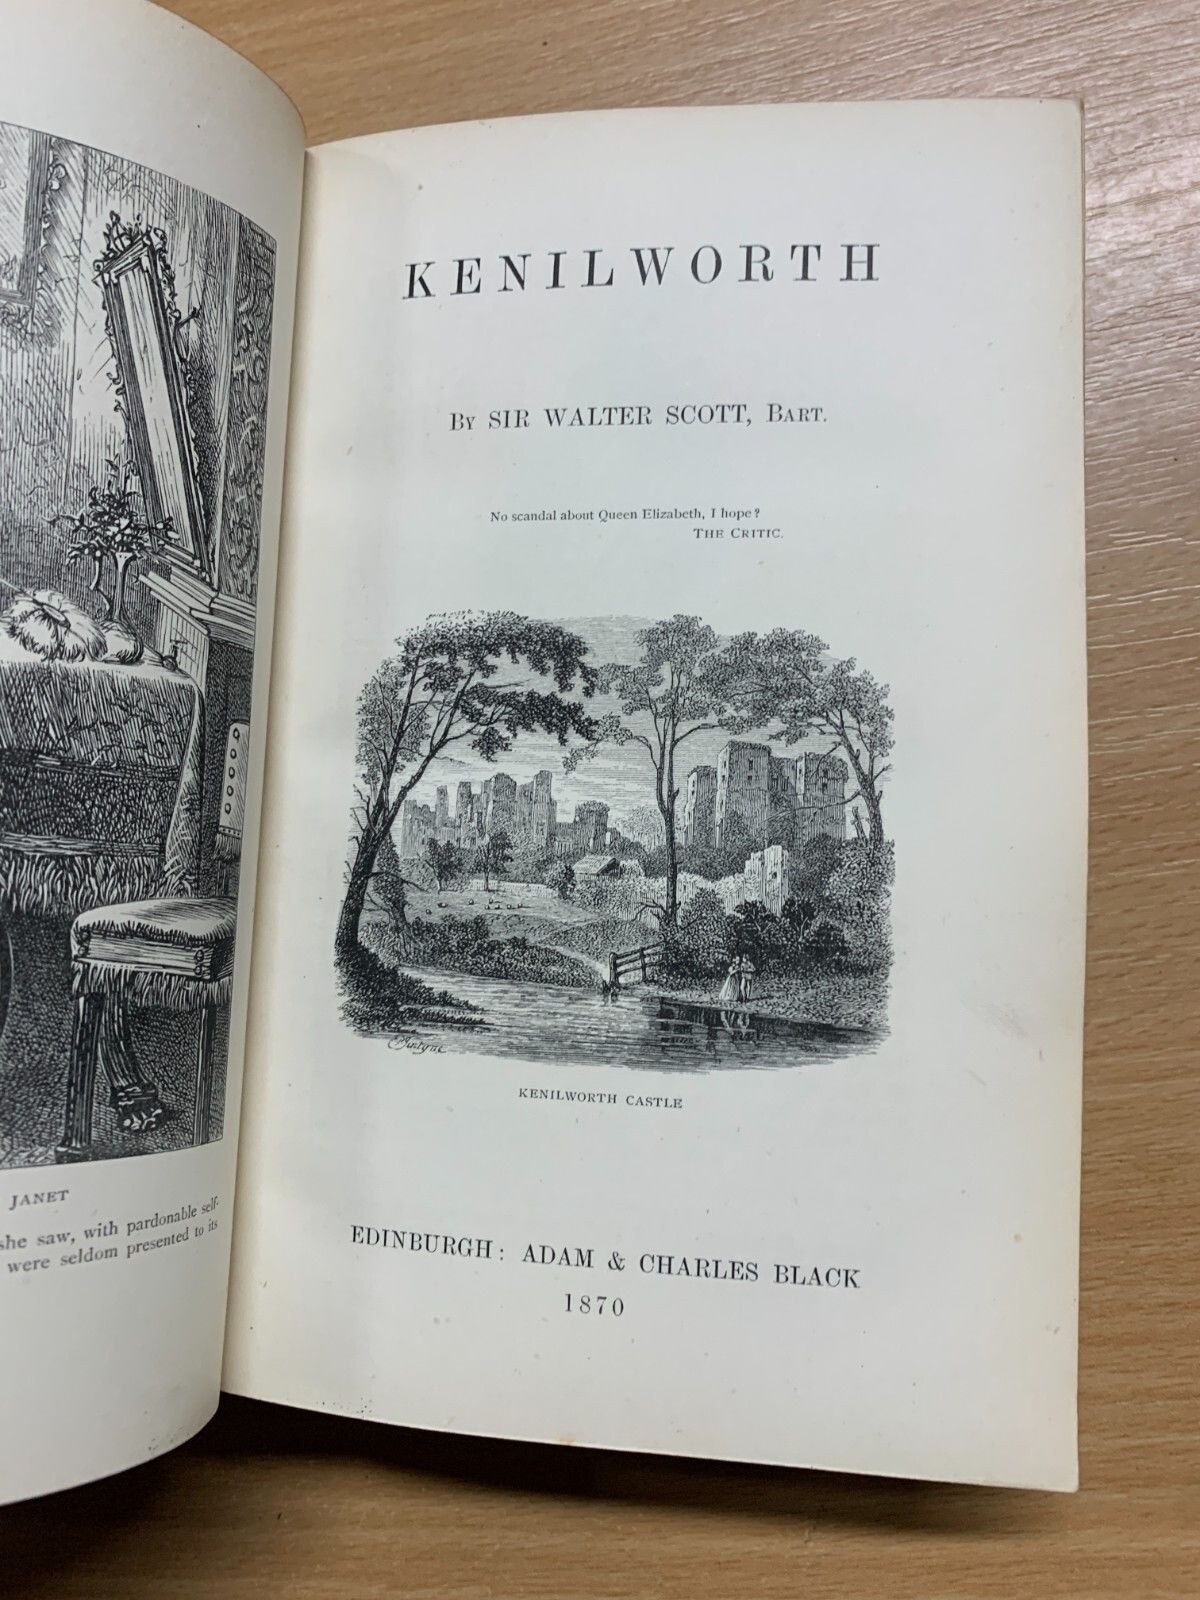 JANET
she saw, with pardonable self-
were seldom presented to its
KENILWORTH
BY SIR WALTER SCOTT, BART.
No scandal about Queen Elizabeth, I hope?
THE CRITIC.
KENILWORTH CASTLE
EDINBURGH: ADAM & CHARLES BLACK
1870